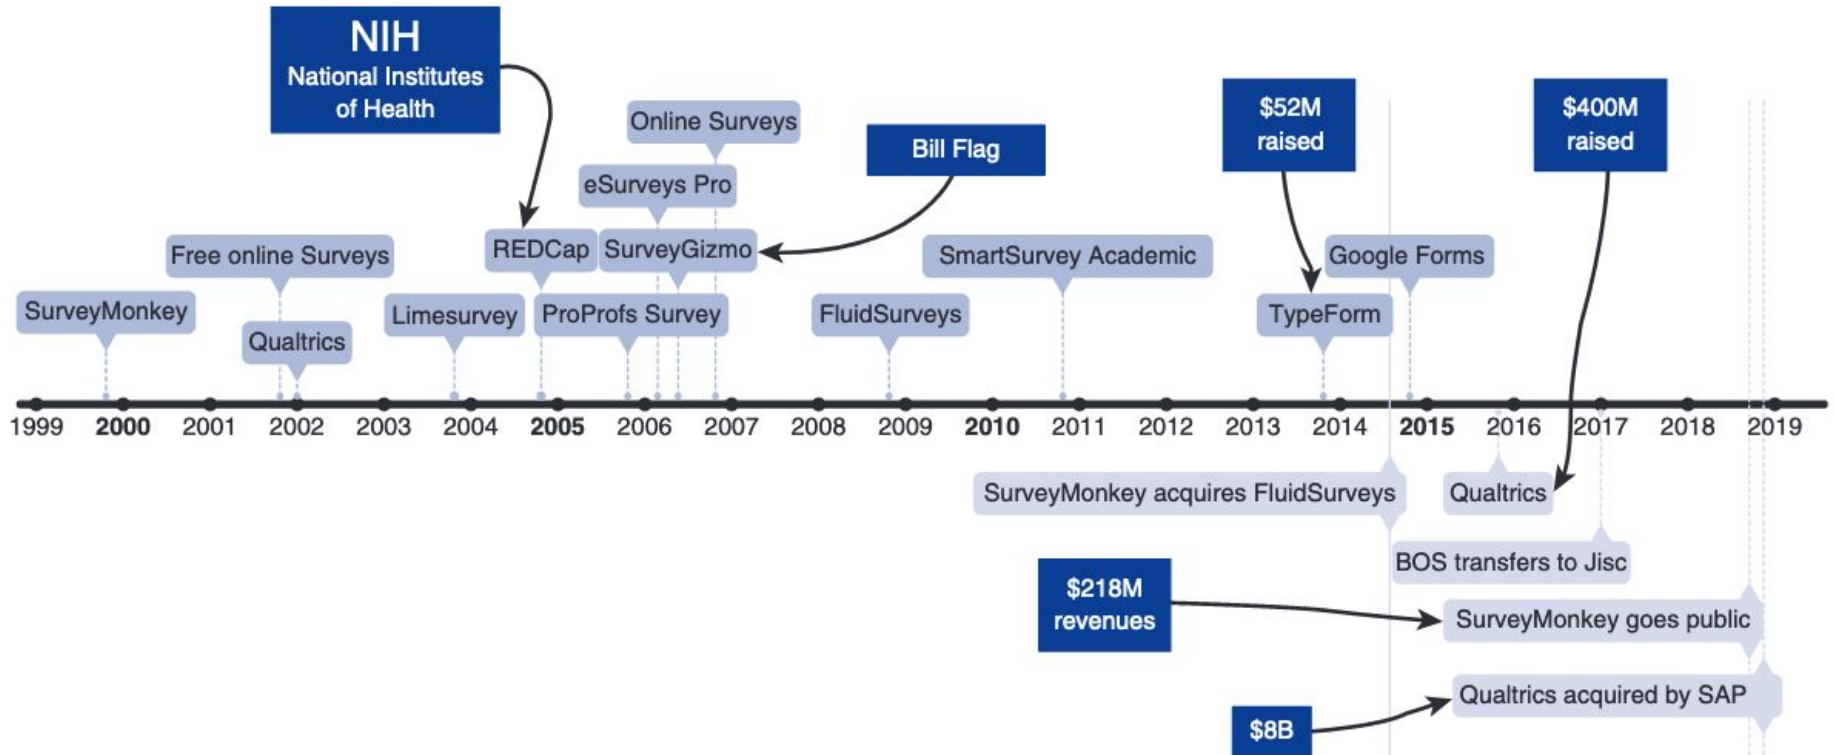 NIH
National Institutes
of Health
Online Surveys
Bill Flag
$52M
raised
$400M
raised
eSurveys Pro
Free online Surveys
REDCap
SurveyGizmo
SmartSurvey Academic
Google Forms
SurveyMonkey
Qualtrics
Limesurvey
ProProfs Survey
FluidSurveys
TypeForm
1999 2000 2001 2002 2003 2004 2005 2006 2007 2008 2009 2010 2011 2012 2013 2014 2015 2016 2017 2018 2019
SurveyMonkey acquires FluidSurveys
Qualtrics
BOS transfers to Jisc
$218M
revenues
SurveyMonkey goes public
Qualtrics acquired by SAP
$8B